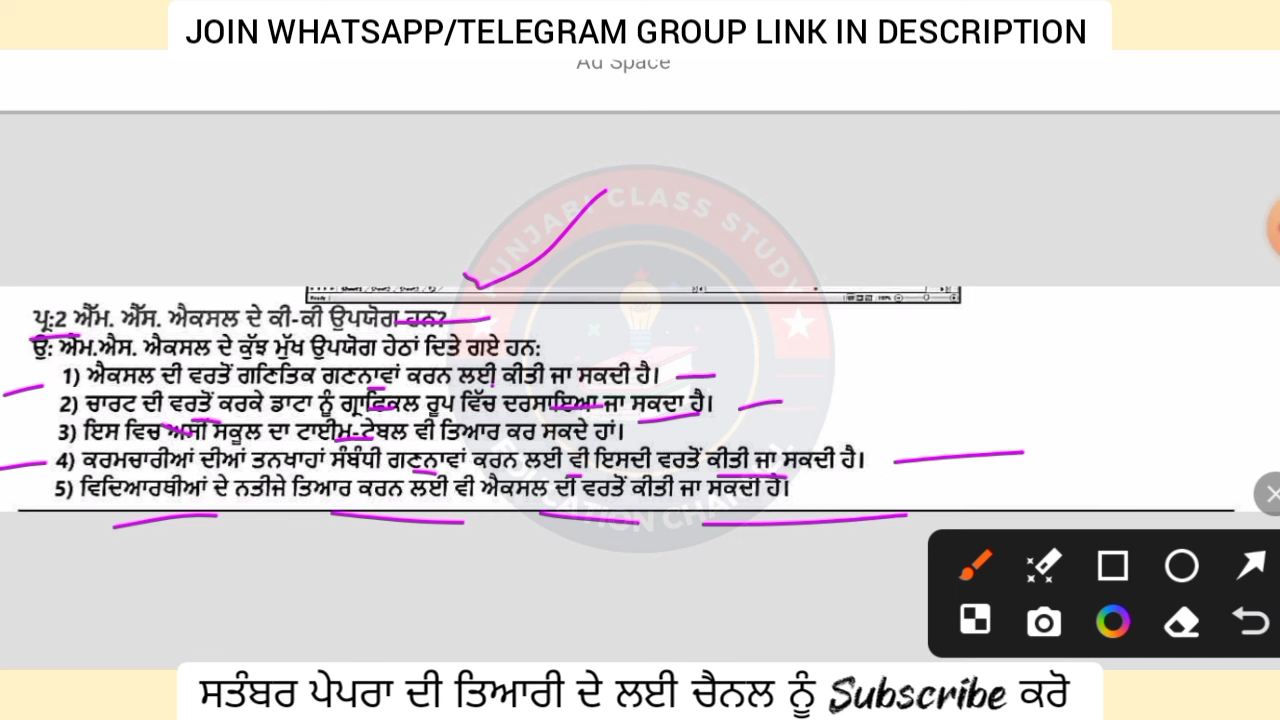 JOIN WHATSAPP/TELEGRAM GROUP LINK IN DESCRIPTION
Ad Space
PUNJABI CLASS STUDY
ਪ੍ਰ:2 ਐੱਮ. ਐੱਸ. ਐਕਸਲ ਦੇ ਕੀ-ਕੀ ਉਪਯੋਗ ਹਨ?
ਉ: ਐਮ.ਐਸ. ਐਕਸਲ ਦੇ ਕੁੱਝ ਮੁੱਖ ਉਪਯੋਗ ਹੇਠਾਂ ਦਿਤੇ ਗਏ ਹਨ:
1) ਐਕਸਲ ਦੀ ਵਰਤੋਂ ਗਣਿਤਿਕ ਗਣਨਾਵਾਂ ਕਰਨ ਲਈ ਕੀਤੀ ਜਾ ਸਕਦੀ ਹੈ।
2) ਚਾਰਟ ਦੀ ਵਰਤੋਂ ਕਰਕੇ ਡਾਟਾ ਨੂੰ ਗ੍ਰਾਫਿਕਲ ਰੂਪ ਵਿੱਚ ਦਰਸਾਇਆ ਜਾ ਸਕਦਾ ਹੈ।
3) ਇਸ ਵਿਚ ਅਸੀਂ ਸਕੂਲ ਦਾ ਟਾਈਮ-ਟੇਬਲ ਵੀ ਤਿਆਰ ਕਰ ਸਕਦੇ ਹਾਂ।
4) ਕਰਮਚਾਰੀਆਂ ਦੀਆਂ ਤਨਖਾਹਾਂ ਸੰਬੰਧੀ ਗਣਨਾਵਾਂ ਕਰਨ ਲਈ ਵੀ ਇਸਦੀ ਵਰਤੋਂ ਕੀਤੀ ਜਾ ਸਕਦੀ ਹੈ।
5) ਵਿਦਿਆਰਥੀਆਂ ਦੇ ਨਤੀਜੇ ਤਿਆਰ ਕਰਨ ਲਈ ਵੀ ਐਕਸਲ ਦੀ ਵਰਤੋਂ ਕੀਤੀ ਜਾ ਸਕਦੀ ਹੈ।
ਸਤੰਬਰ ਪੇਪਰਾ ਦੀ ਤਿਆਰੀ ਦੇ ਲਈ ਚੈਨਲ ਨੂੰ Subscribe ਕਰੋ